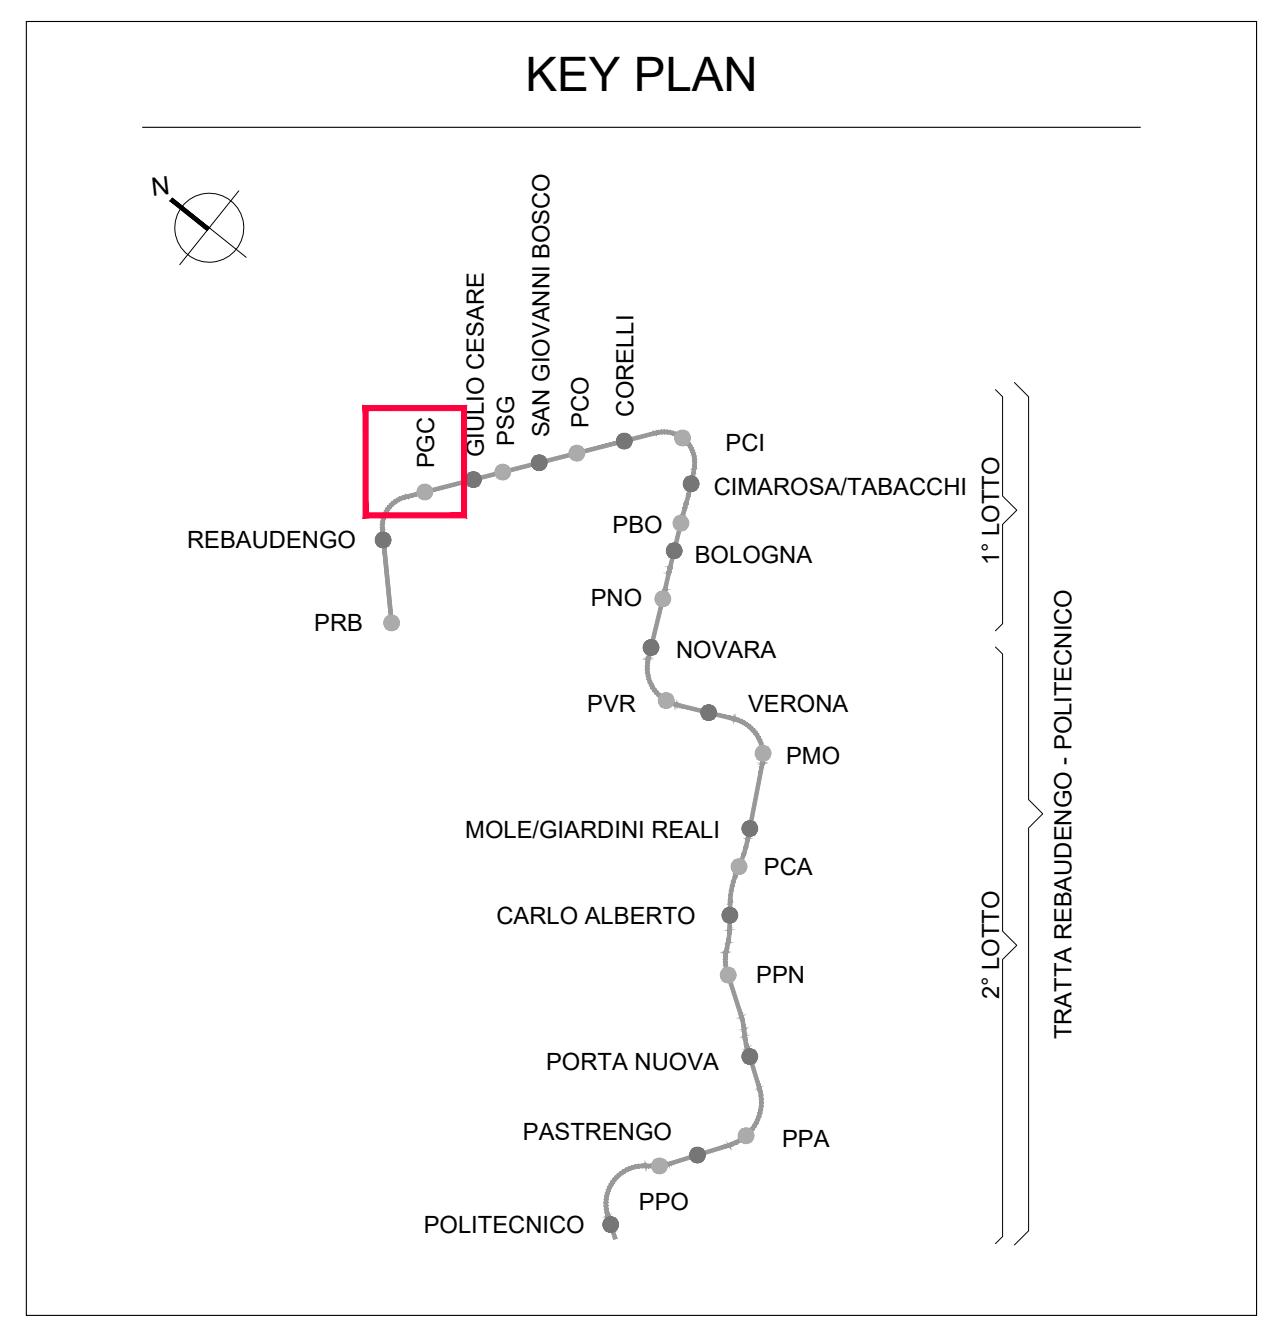 KEY PLAN
N
SAN GIOVANNI BOSCO
GIULIO CESARE
CORELLI
PCO
PSG
PGC
PCI
CIMAROSA/TABACCHI
1° LOTTO
PBO
REBAUDENGO
BOLOGNA
PNO
PRB
NOVARA
TRATTA REBAUDENGO - POLITECNICO
PVR
VERONA
PMO
MOLE/GIARDINI REALI
PCA
CARLO ALBERTO
2° LOTTO
PPN
PORTA NUOVA
PASTRENGO
PPA
PPO
POLITECNICO